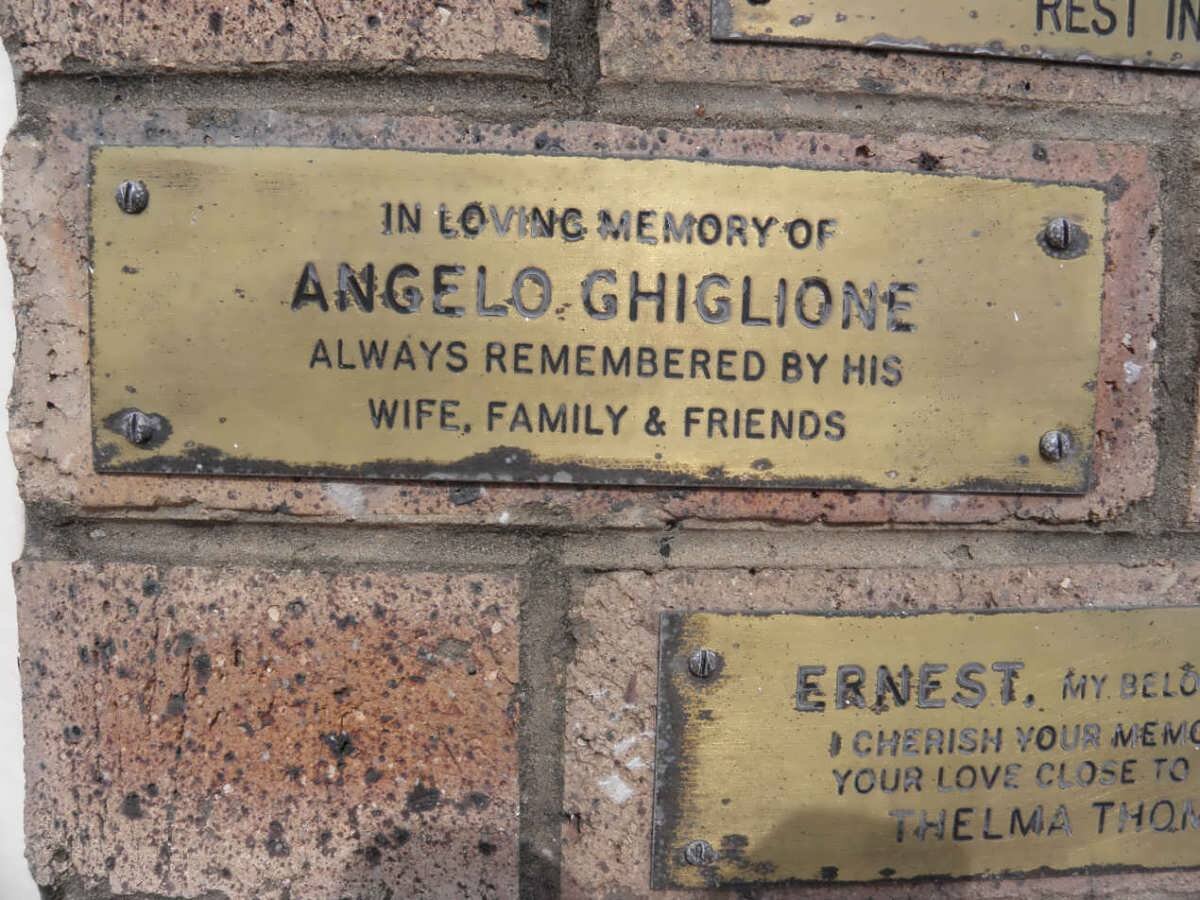 REST IN
IN LOVING MEMORY OF
ANGELO GHIGLIONE
ALWAYS REMEMBERED BY HIS
WIFE, FAMILY & FRIENDS
ERNEST. MY
I CHERISH YOUR
YOUR LOVE CLOSE TO
THELMA